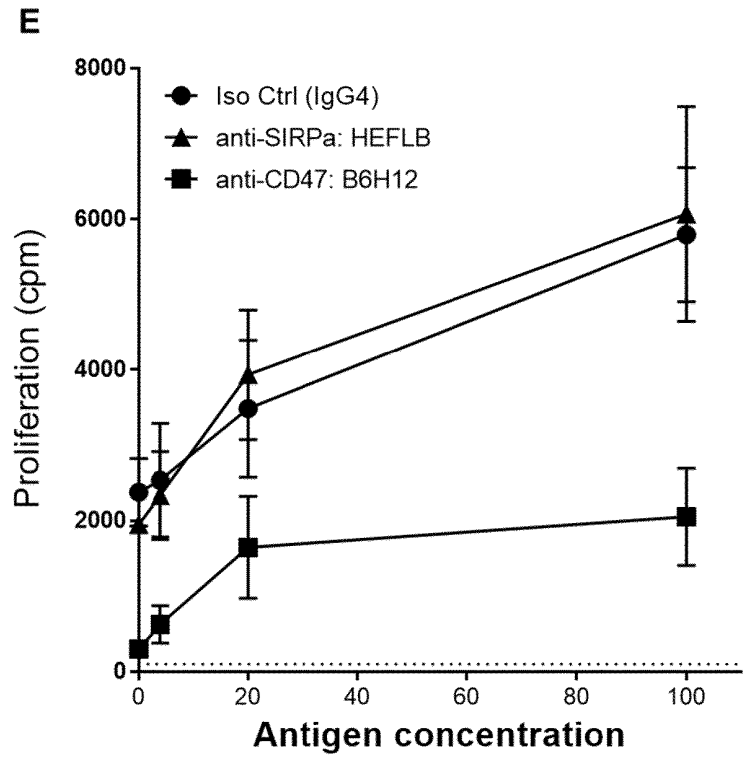 E
8000
6000
4000
2000
0
Iso Ctrl (IgG4)
anti-SIRPa: HEFLB
anti-CD47: B6H12
Proliferation (cpm)
0 20 40 60 80 100
Antigen concentration